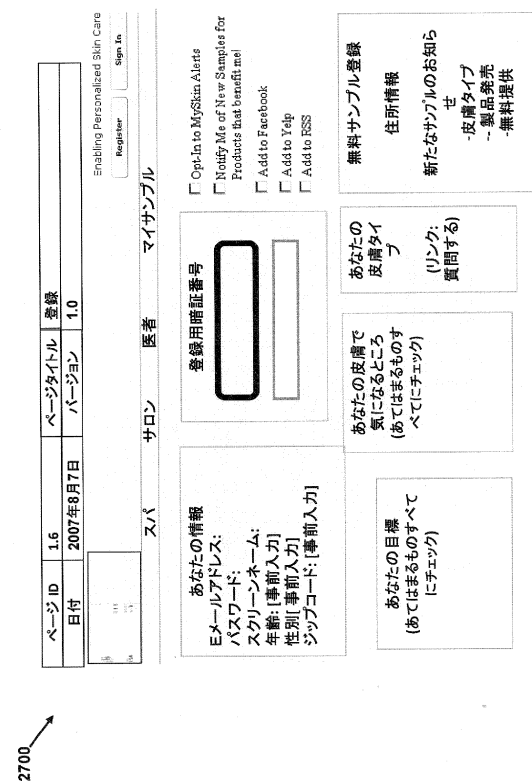 2700
ページ ID 1.6 ページタイトル 登録
日付 2007年8月7日 バージョン 1.0
Enabling Personalized Skin Care
Register Sign In
スパ サロン 医者 マイサンプル
あなたの情報
Eメールアドレス:
パスワード:
スクリーンネーム:
年齢: [事前入力]
性別[ 事前入力]
ジップコード: [事前入力]
登録用暗証番号
Opt-In to MySkin Alerts
Notify Me of New Samples for
Products that benefit me!
Add to Facebook
Add to Yelp
Add to RSS
あなたの目標
(あてはまるものすべて
にチェック)
あなたの皮膚で
気になるところ
(あてはまるものす
べてにチェック)
あなたの
皮膚タイ
プ
(リンク:
質問する)
無料サンプル登録
住所情報
新たなサンプルのお知ら
せ
-皮膚タイプ
-- 製品発売
-無料提供